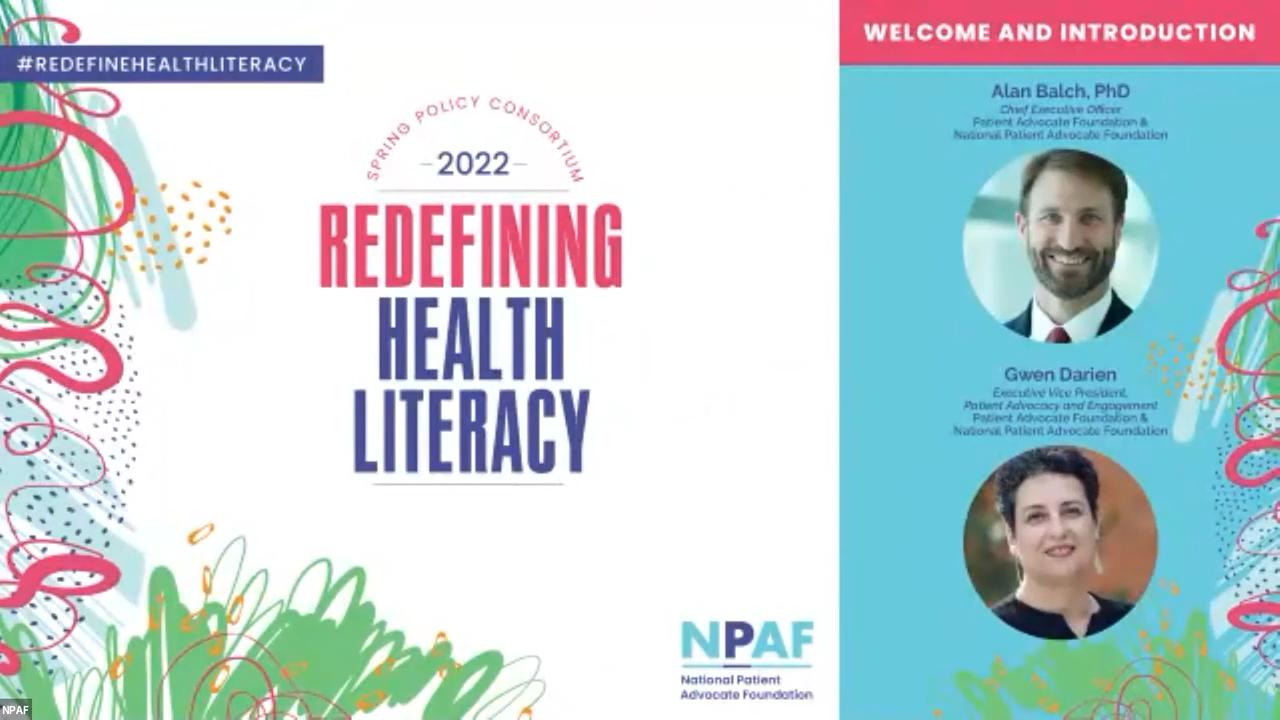 #REDEFINEHEALTHLITERACY
SPRING POLICY CONSORTIUM
2022
REDEFINING
HEALTH
LITERACY
NPAF
National Patient
Advocate Foundation
WELCOME AND INTRODUCTION
Alan Balch, PhD
Chief Executive Officer
Patient Advocate Foundation &
National Patient Advocate Foundation
Gwen Darien
Executive Vice President,
Patient Advocacy and Engagement
Patient Advocate Foundation &
National Patient Advocate Foundation
NPAF